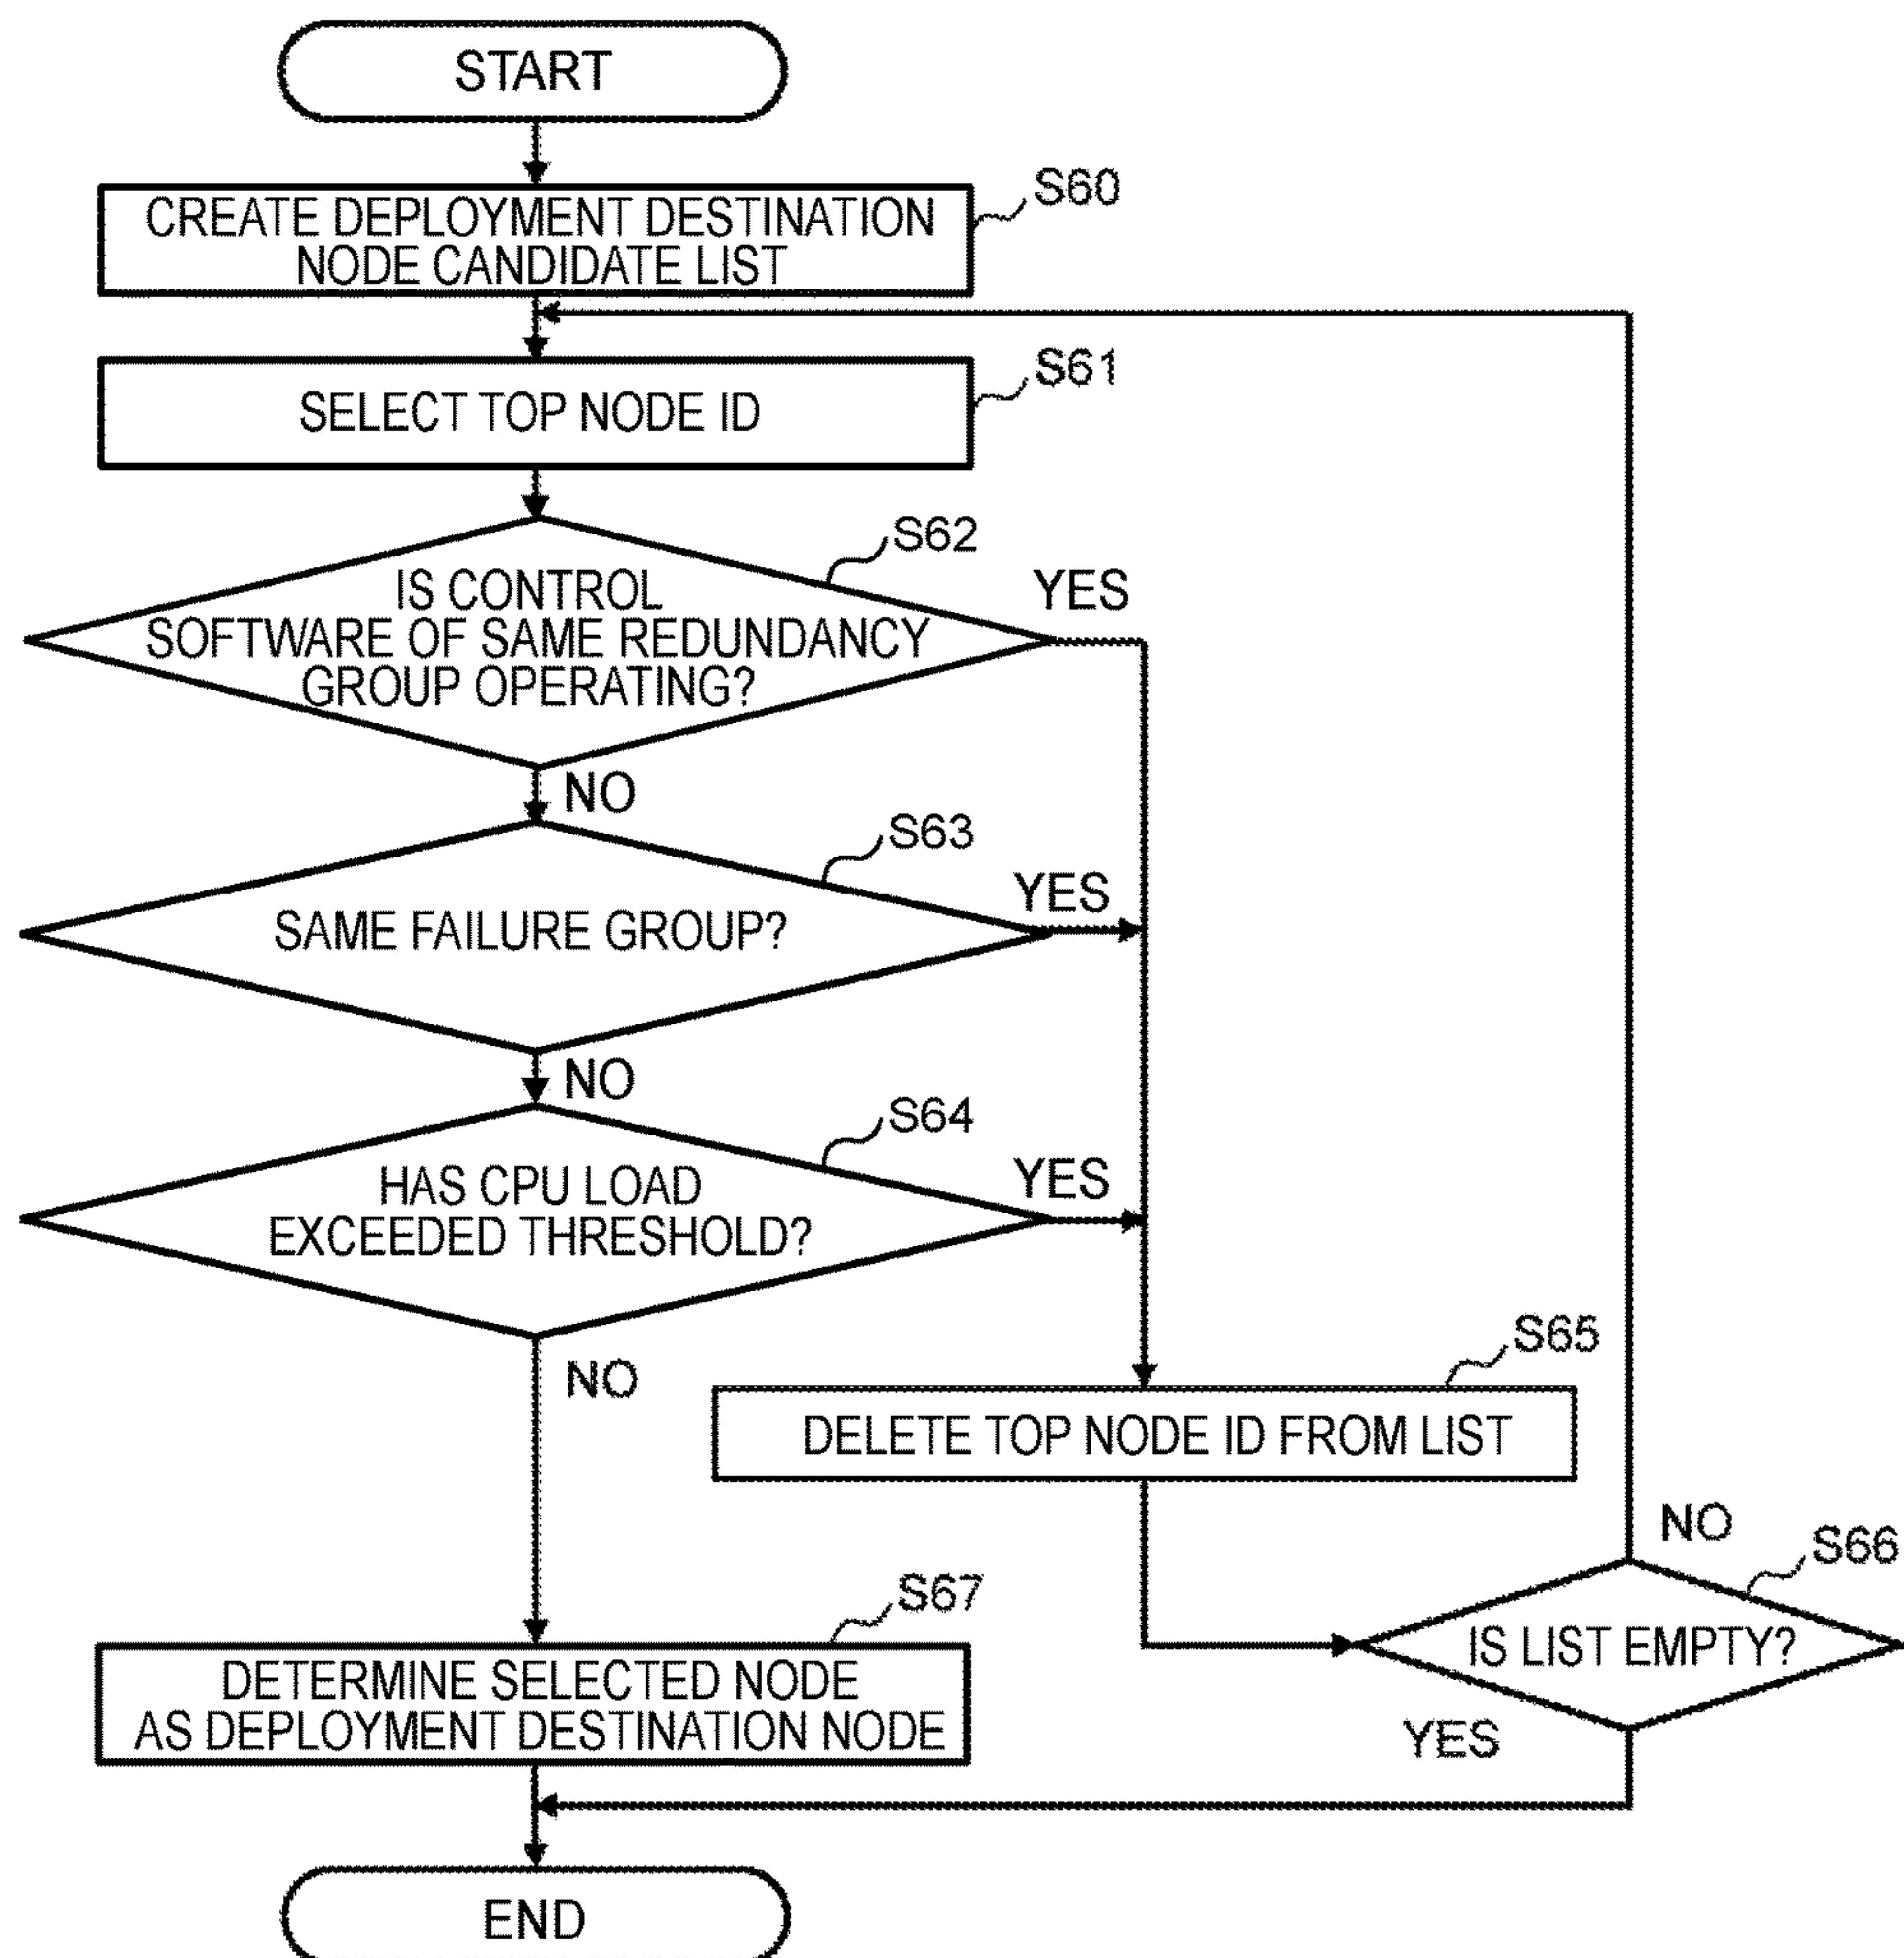 START
S60
CREATE DEPLOYMENT DESTINATION
NODE CANDIDATE LIST
S61
SELECT TOP NODE ID
S62
IS CONTROL
SOFTWARE OF SAME REDUNDANCY
GROUP OPERATING?
YES
NO
S63
SAME FAILURE GROUP?
YES
NO
S64
HAS CPU LOAD
EXCEEDED THRESHOLD?
YES
NO
S65
DELETE TOP NODE ID FROM LIST
NO
S66
IS LIST EMPTY?
YES
S67
DETERMINE SELECTED NODE
AS DEPLOYMENT DESTINATION NODE
END